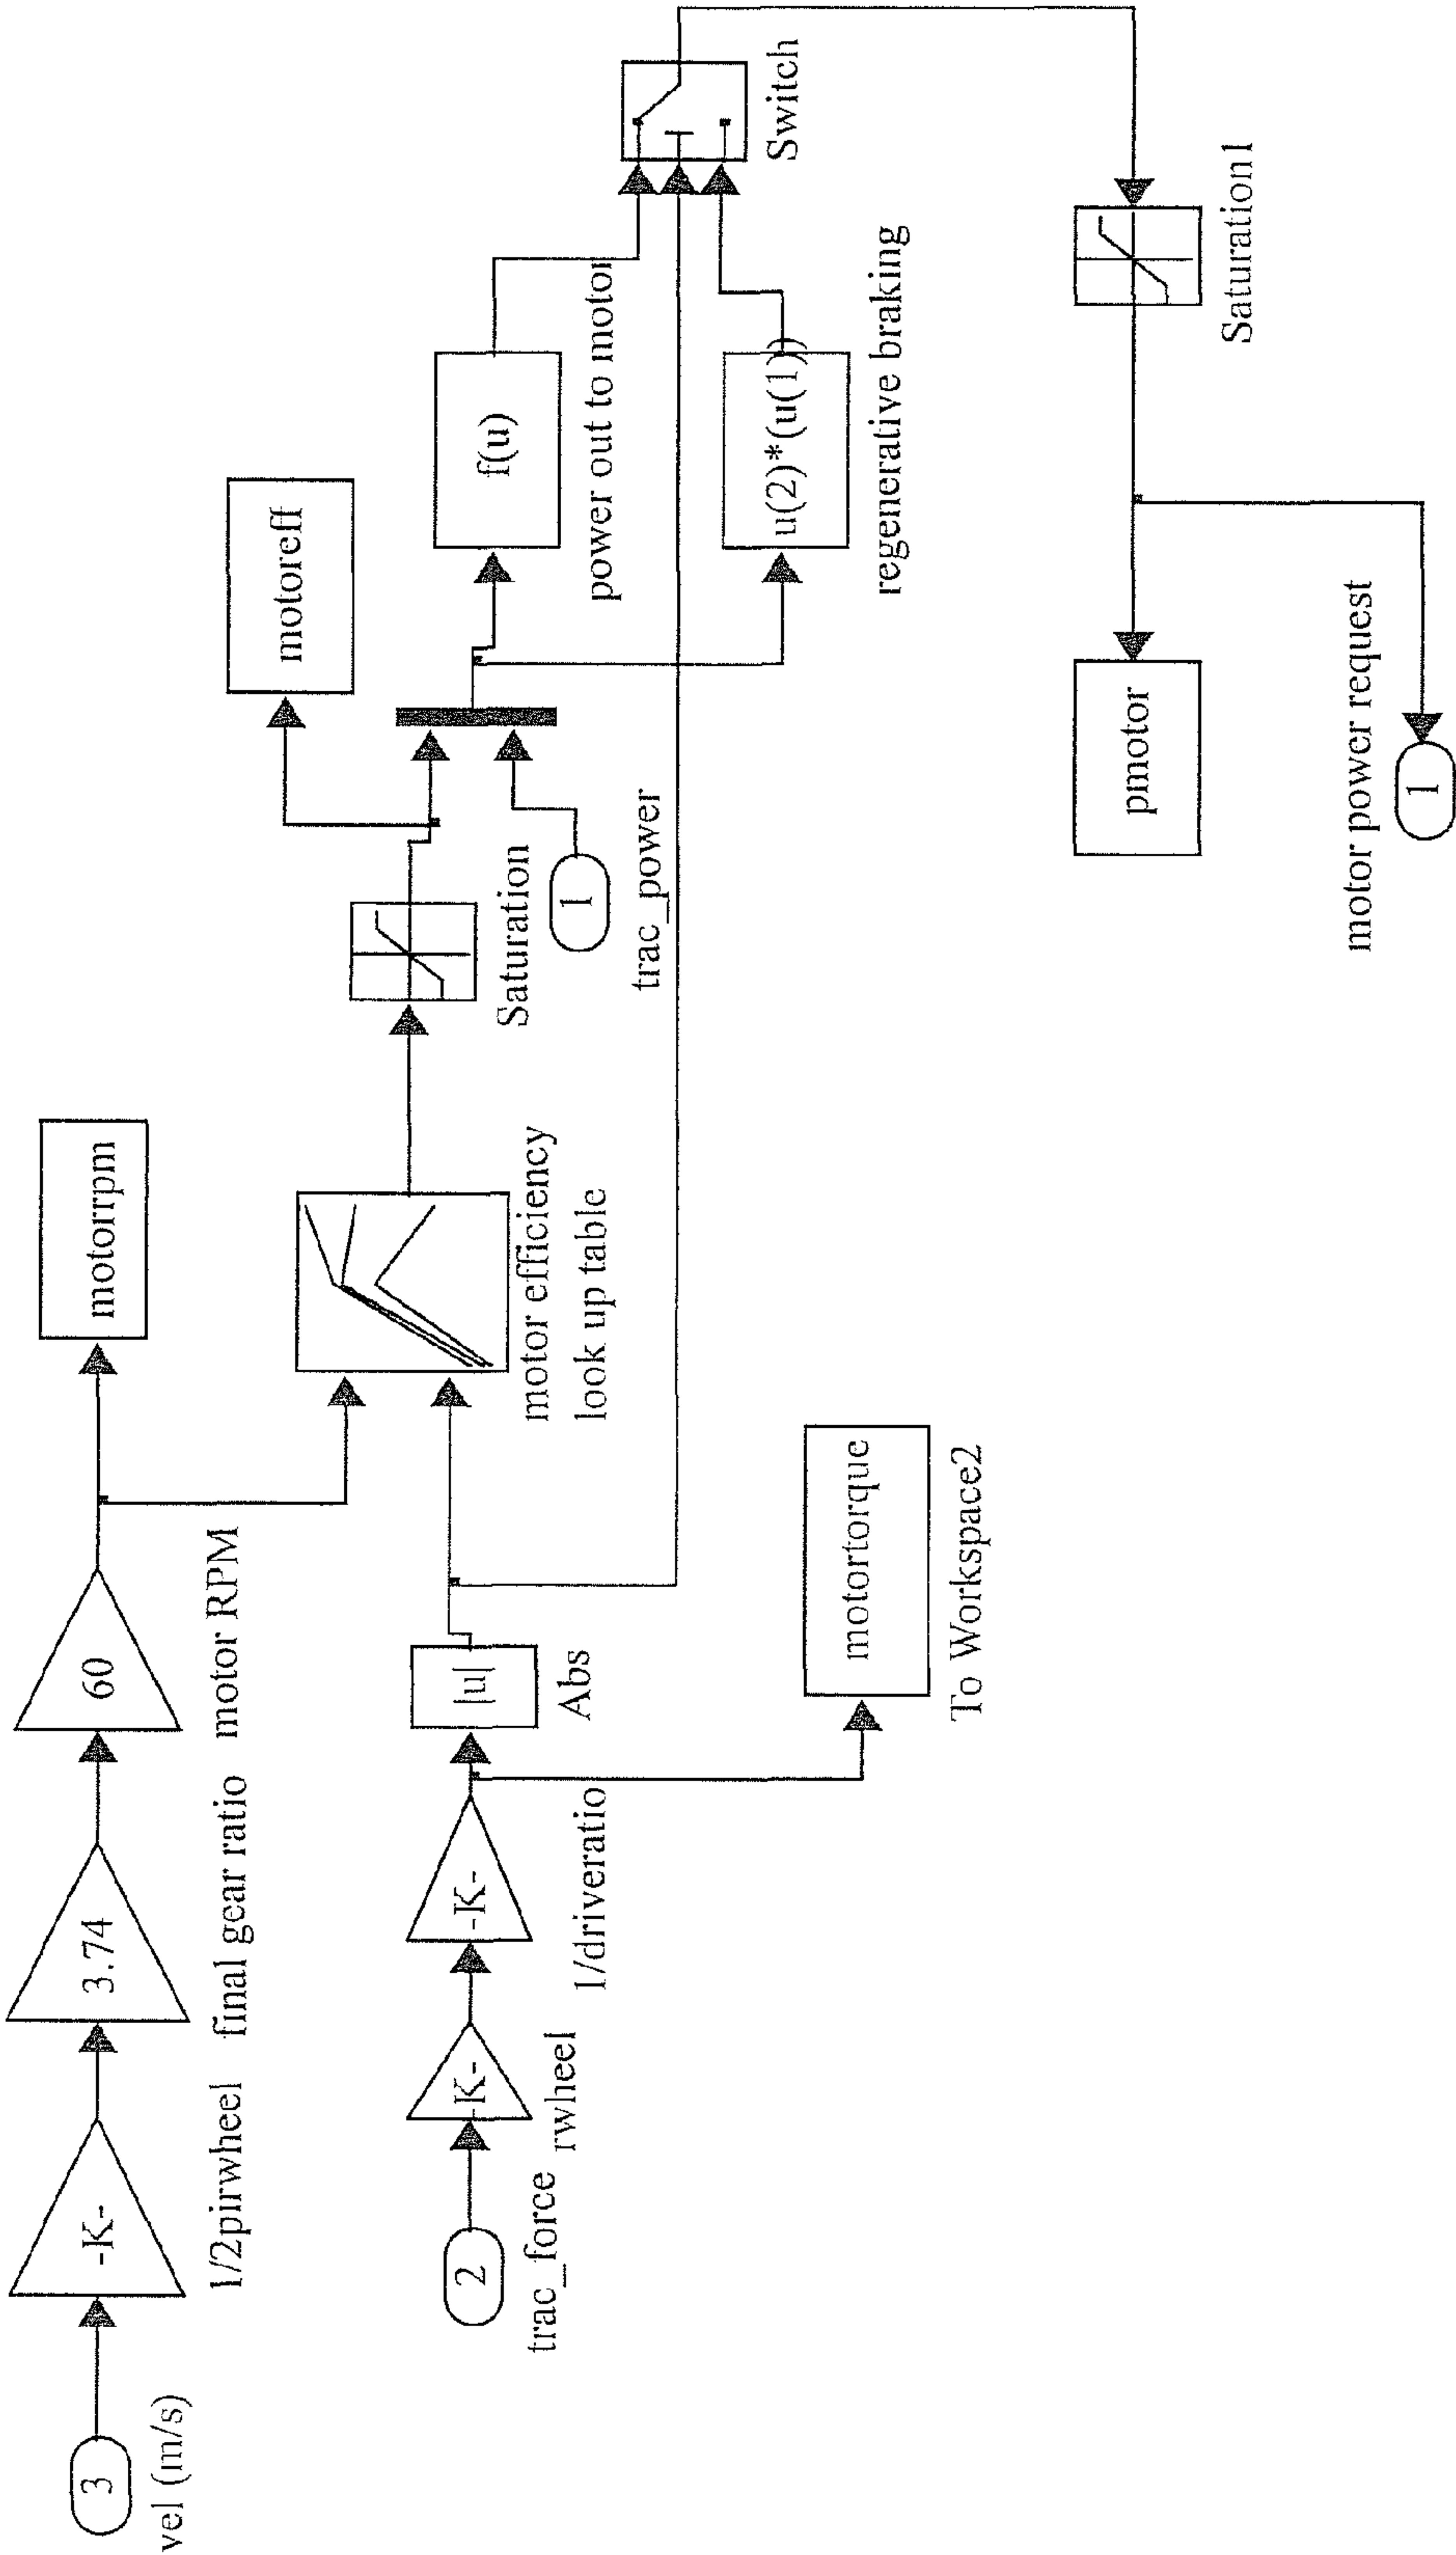 3
vel (m/s)
-K-
1/2pirwheel
3.74
final gear ratio
60
motor RPM
motorrpm
2
trac_force
-K-
rwheel
-K-
1/driveratio
|u|
Abs
motortorque
To Workspace2
motor efficiency
look up table
Saturation
motoreff
1
trac_power
f(u)
power out to motor
u(2)*(u(1))
regenerative braking
Switch
Saturation1
pmotor
motor power request
1